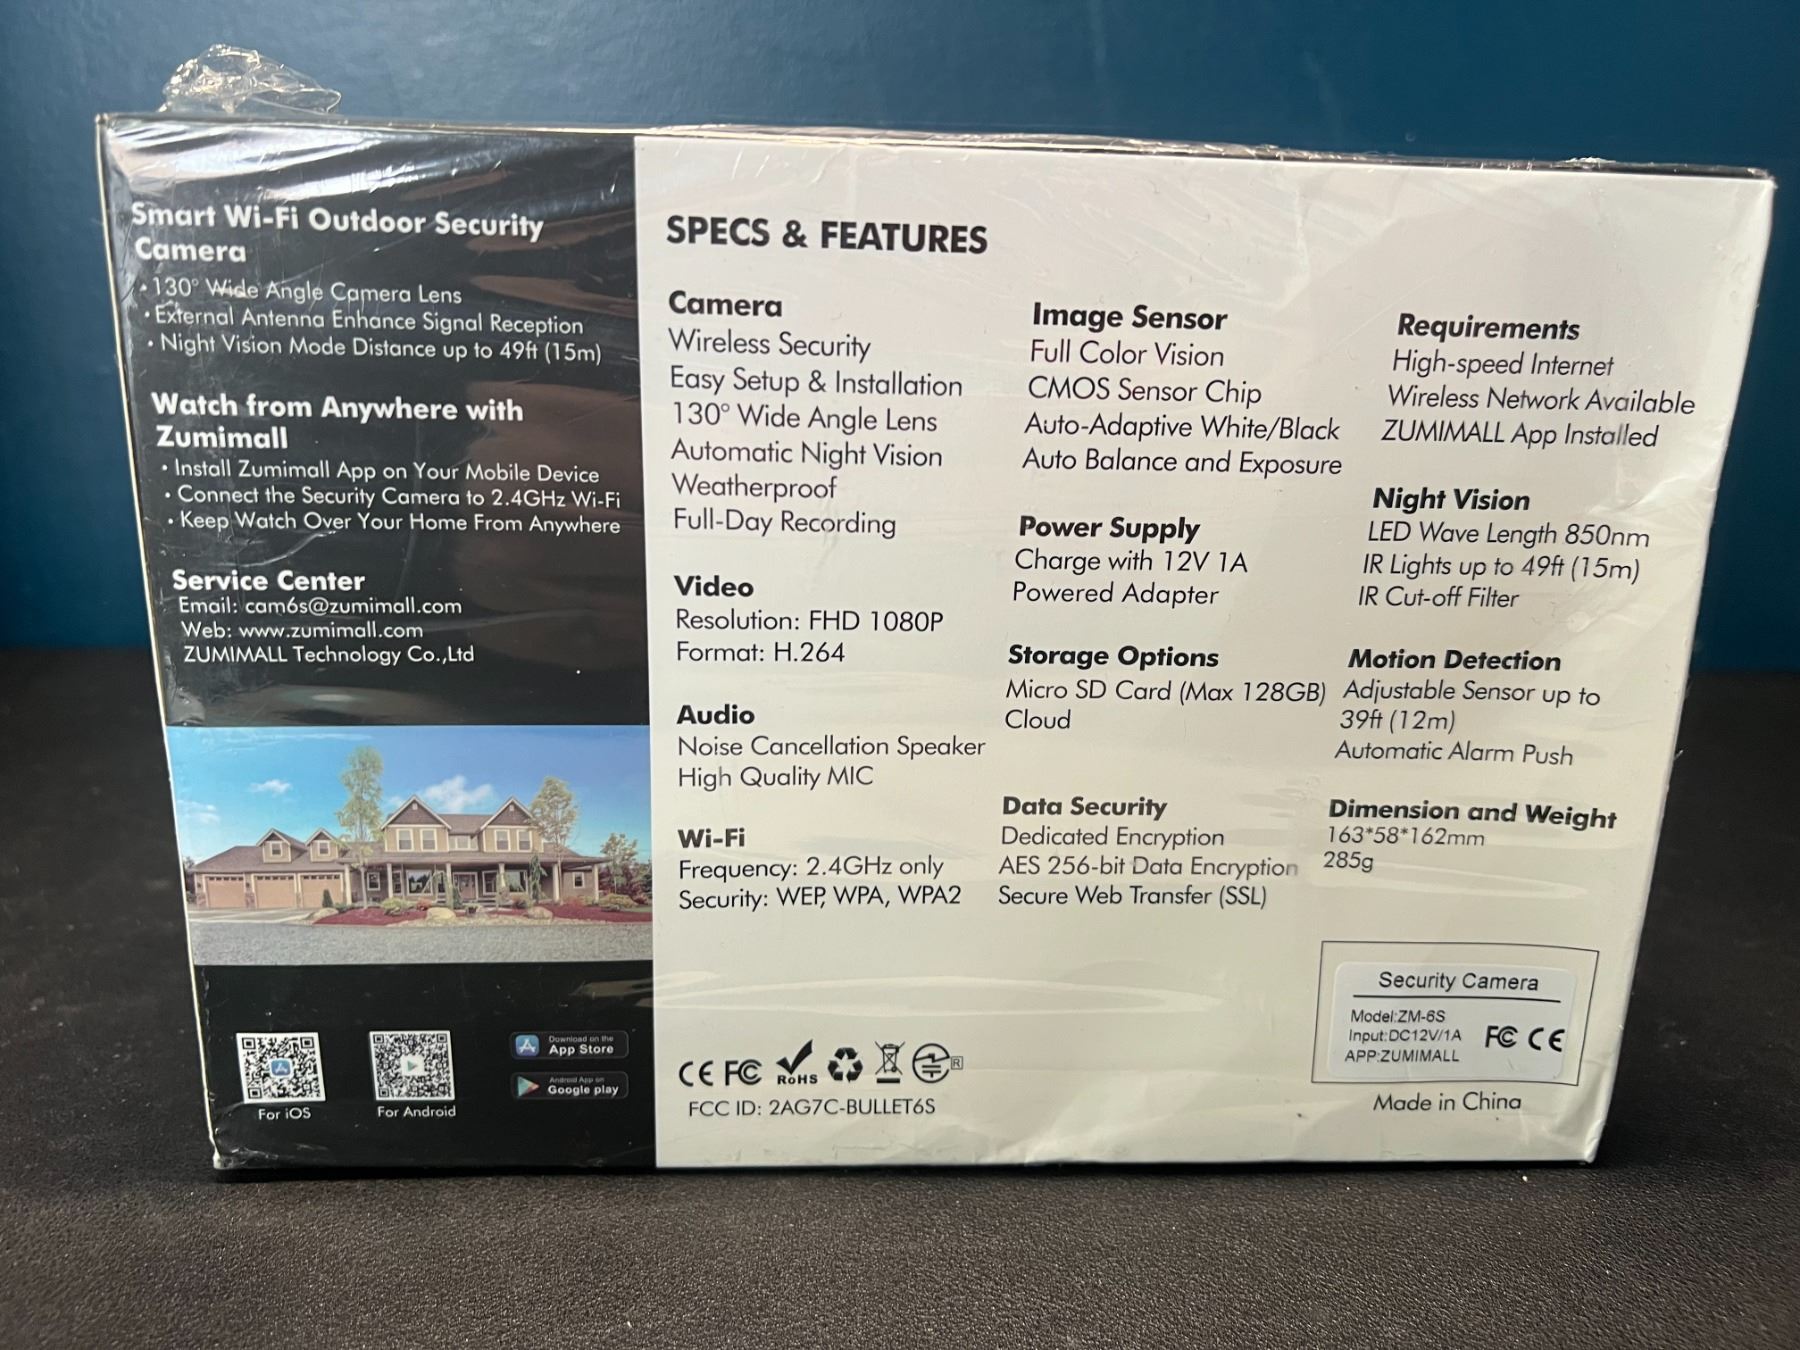 Smart Wi-Fi Outdoor Security
Camera
• 130° Wide Angle Camera Lens
• External Antenna Enhance Signal Reception
• Night Vision Mode Distance up to 49ft (15m)
Watch from Anywhere with
Zumimall
• Install Zumimall App on Your Mobile Device
• Connect the Security Camera to 2.4GHz Wi-Fi
• Keep Watch Over Your Home From Anywhere
Service Center
Email: cam6s@zumimall.com
Web: www.zumimall.com
ZUMIMALL Technology Co.,Ltd
For iOS
For Android
Download on the
App Store
Android App on
Google play
SPECS & FEATURES
Camera
Wireless Security
Easy Setup & Installation
130° Wide Angle Lens
Automatic Night Vision
Weatherproof
Full-Day Recording
Video
Resolution: FHD 1080P
Format: H.264
Audio
Noise Cancellation Speaker
High Quality MIC
Wi-Fi
Frequency: 2.4GHz only
Security: WEP, WPA, WPA2
CE FC RoHS R
FCC ID: 2AG7C-BULLET6S
Image Sensor
Full Color Vision
CMOS Sensor Chip
Auto-Adaptive White/Black
Auto Balance and Exposure
Power Supply
Charge with 12V 1A
Powered Adapter
Storage Options
Micro SD Card (Max 128GB)
Cloud
Data Security
Dedicated Encryption
AES 256-bit Data Encryption
Secure Web Transfer (SSL)
Requirements
High-speed Internet
Wireless Network Available
ZUMIMALL App Installed
Night Vision
LED Wave Length 850nm
IR Lights up to 49ft (15m)
IR Cut-off Filter
Motion Detection
Adjustable Sensor up to
39ft (12m)
Automatic Alarm Push
Dimension and Weight
163*58*162mm
285g
Security Camera
Model:ZM-6S
Input:DC12V/1A
APP:ZUMIMALL
FC CE
Made in China